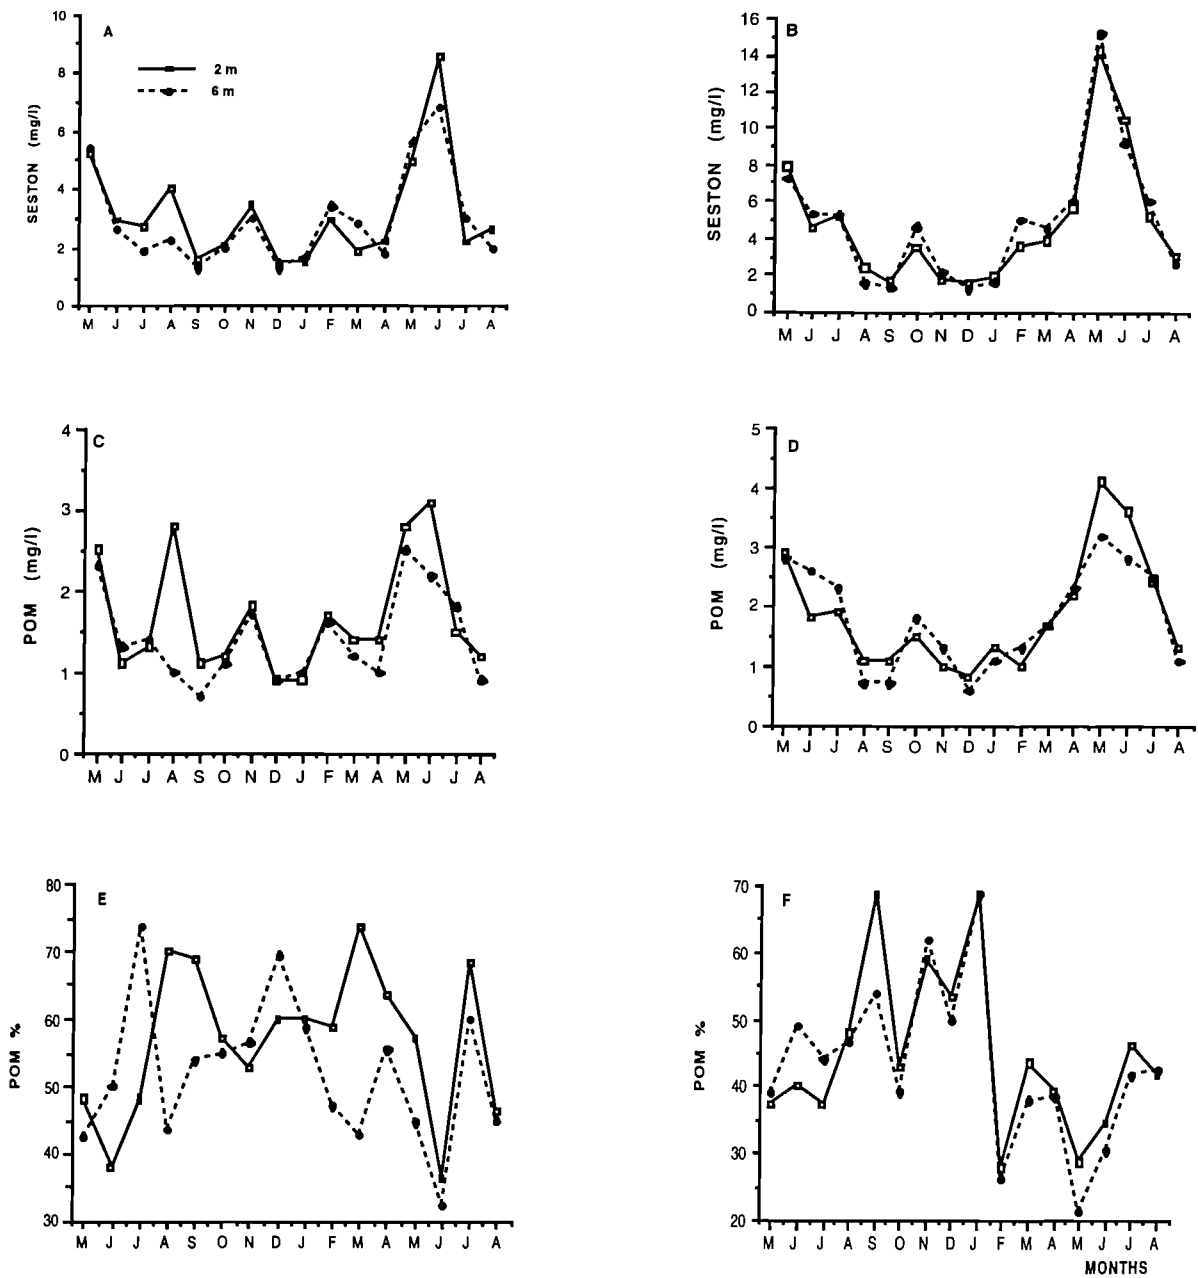 A
10
8
6
4
2
0
SESTON (mg/l)
2 m
6 m
M J J A S O N D J F M A M J J A
B
16
14
12
10
8
6
4
2
0
SESTON (mg/l)
M J J A S O N D J F M A M J J A
C
4
3
2
1
0
POM (mg/l)
M J J A S O N D J F M A M J J A
D
5
4
3
2
1
0
POM (mg/l)
M J J A S O N D J F M A M J J A
E
80
70
60
50
40
30
POM %
M J J A S O N D J F M A M J J A
F
70
60
50
40
30
20
POM %
M J J A S O N D J F M A M J J A
MONTHS